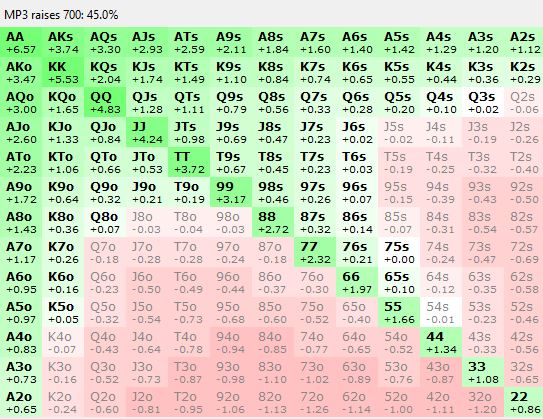 MP3 raises 700: 45.0%
AA AKs AQs AJs ATs A9s A8s A7s A6s A5s A4s A3s A2s
+6.57 +3.74 +3.30 +2.93 +2.59 +2.11 +1.84 +1.60 +1.40 +1.42 +1.29 +1.20 +1.12
AKo KK KQs KJs KTs K9s K8s K7s K6s K5s K4s K3s K2s
+3.47 +5.53 +2.04 +1.74 +1.49 +1.10 +0.84 +0.74 +0.65 +0.55 +0.44 +0.36 +0.29
AQo KQo QQ QJs QTs Q9s Q8s Q7s Q6s Q5s Q4s Q3s Q2s
+3.00 +1.65 +4.83 +1.28 +1.11 +0.79 +0.56 +0.33 +0.28 +0.20 +0.10 +0.02 -0.06
AJo KJo QJo JJ JTs J9s J8s J7s J6s J5s J4s J3s J2s
+2.60 +1.33 +0.84 +4.24 +0.98 +0.69 +0.47 +0.23 +0.02 -0.02 -0.11 -0.19 -0.26
ATo KTo QTo JTo TT T9s T8s T7s T6s T5s T4s T3s T2s
+2.23 +1.06 +0.66 +0.53 +3.72 +0.67 +0.45 +0.23 +0.03 -0.19 -0.25 -0.32 -0.40
A9o K9o Q9o J9o T9o 99 98s 97s 96s 95s 94s 93s 92s
+1.72 +0.64 +0.32 +0.21 +0.19 +3.17 +0.46 +0.26 +0.07 -0.15 -0.39 -0.43 -0.50
A8o K8o Q8o J8o T8o 98o 88 87s 86s 85s 84s 83s 82s
+1.43 +0.36 +0.07 -0.04 -0.03 -0.03 +2.72 +0.32 +0.14 -0.07 -0.31 -0.54 -0.57
A7o K7o Q7o J7o T7o 97o 87o 77 76s 75s 74s 73s 72s
+1.17 +0.26 -0.18 -0.28 -0.28 -0.24 -0.18 +2.32 +0.21 +0.00 -0.24 -0.47 -0.69
A6o K6o Q6o J6o T6o 96o 86o 76o 66 65s 64s 63s 62s
+0.95 +0.16 -0.23 -0.50 -0.49 -0.44 -0.37 -0.30 +1.97 +0.10 -0.12 -0.35 -0.58
A5o K5o Q5o J5o T5o 95o 85o 75o 65o 55 54s 53s 52s
+0.97 +0.05 -0.32 -0.54 -0.73 -0.68 -0.60 -0.52 -0.40 +1.66 -0.01 -0.23 -0.46
A4o K4o Q4o J4o T4o 94o 84o 74o 64o 54o 44 43s 42s
+0.83 -0.07 -0.43 -0.64 -0.78 -0.94 -0.85 -0.77 -0.65 -0.52 +1.34 -0.33 -0.56
A3o K3o Q3o J3o T3o 93o 83o 73o 63o 53o 43o 33 32s
+0.73 -0.16 -0.52 -0.73 -0.87 -0.98 -1.10 -1.02 -0.89 -0.76 -0.87 +1.08 -0.65
A2o K2o Q2o J2o T2o 92o 82o 72o 62o 52o 42o 32o 22
+0.65 -0.24 -0.60 -0.81 -0.95 -1.06 -1.13 -1.26 -1.14 -1.00 -1.11 -1.20 +0.86